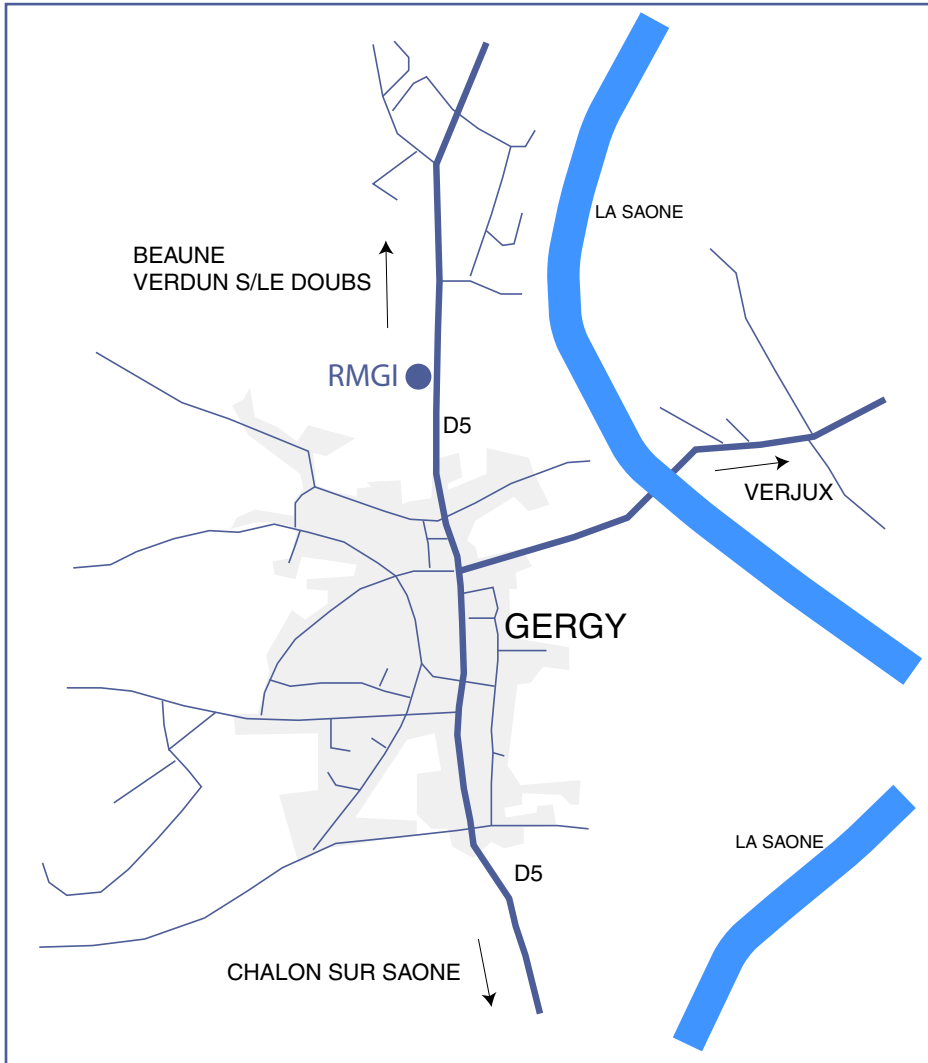 LA SAONE
BEAUNE
VERDUN S/LE DOUBS
RMGI
D5
VERJUX
GERGY
LA SAONE
D5
CHALON SUR SAONE